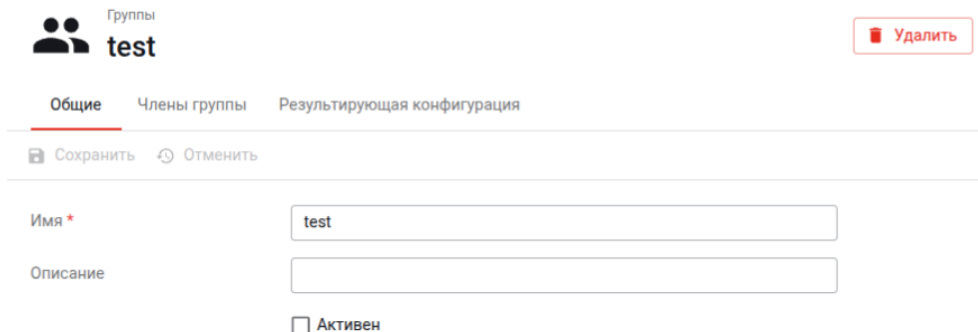 Группы
test
Удалить
Общие Члены группы Результирующая конфигурация
Сохранить Отменить
Имя * test
Описание
Активен